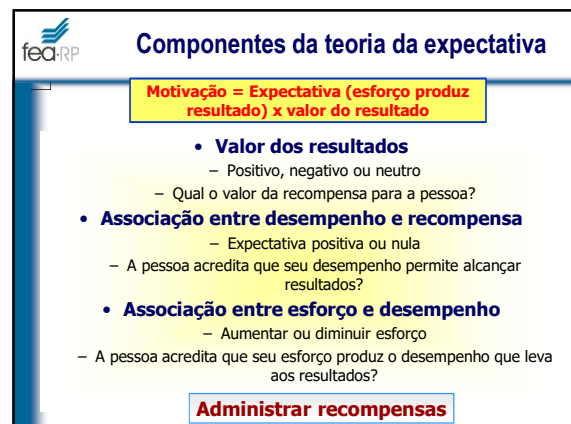 fea-RP
Componentes da teoria da expectativa
Motivação = Expectativa (esforço produz
resultado) x valor do resultado
• Valor dos resultados
– Positivo, negativo ou neutro
– Qual o valor da recompensa para a pessoa?
• Associação entre desempenho e recompensa
– Expectativa positiva ou nula
– A pessoa acredita que seu desempenho permite alcançar
resultados?
• Associação entre esforço e desempenho
– Aumentar ou diminuir esforço
– A pessoa acredita que seu esforço produz o desempenho que leva
aos resultados?
Administrar recompensas